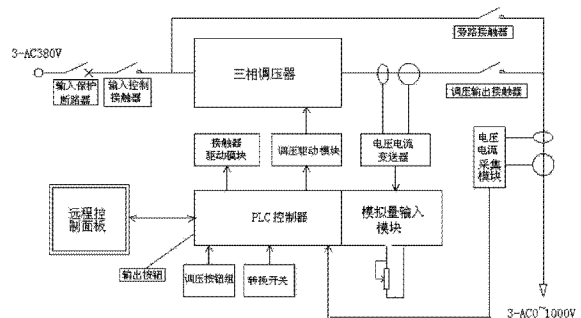 旁路接触器
3-AC380V
三相调压器
输入保护
断路器
输入控制
接触器
调压输出接触器
接触器
驱动模块
调压驱动模块
电压电流
变送器
电压
电流
采集
模块
远程控
制面板
PLC控制器
模拟量输入
模块
输出按钮
调压按钮组
转换开关
3-AC0~1000V